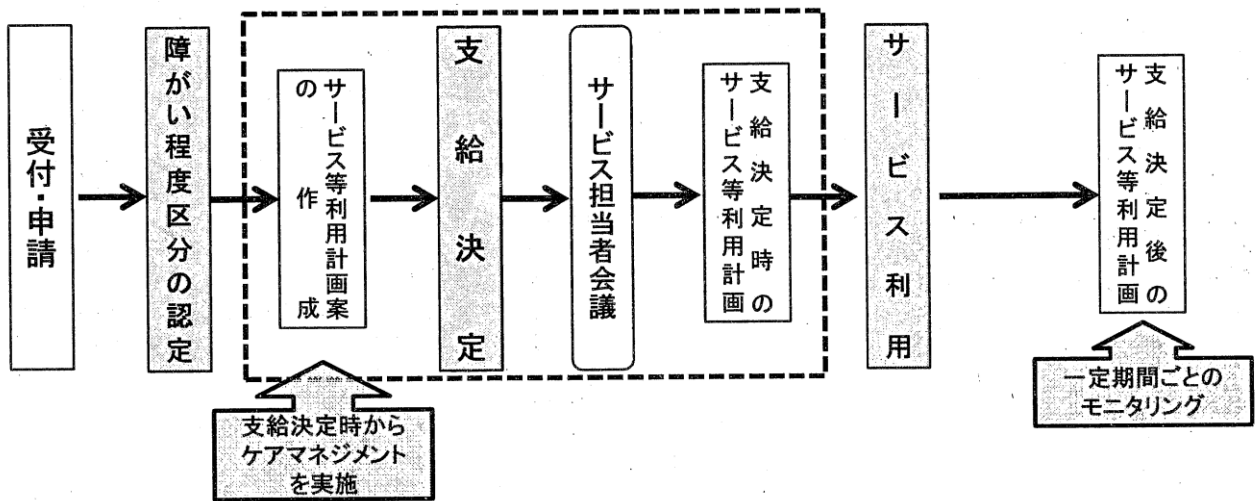 受付・申請
障がい程度区分の認定
サービス等利用計画案
の作成
支給決定
サービス担当者会議
支給決定時の
サービス等利用計画
サービス利用
支給決定後の
サービス等利用計画
支給決定時から
ケアマネジメント
を実施
一定期間ごとの
モニタリング